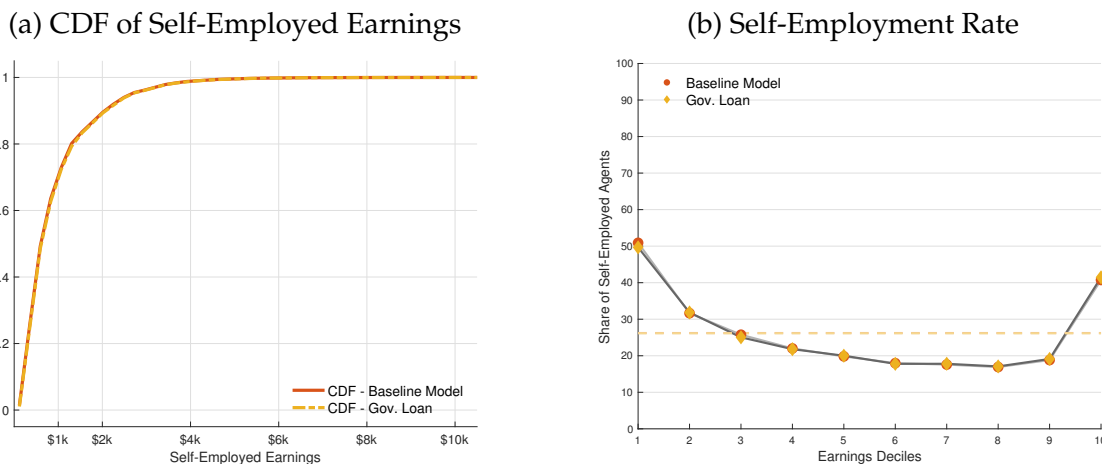 (a) CDF of Self-Employed Earnings
1
.8
.6
.4
.2
0
$1k $2k $4k $6k $8k $10k
Self-Employed Earnings
CDF - Baseline Model
CDF - Gov. Loan
(b) Self-Employment Rate
100
90
80
70
60
50
40
30
20
10
0
1 2 3 4 5 6 7 8 9 10
Earnings Deciles
Share of Self-Employed Agents
Baseline Model
Gov. Loan